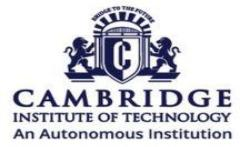 BRIDGE TO THE FUTURE
C
CAMBRIDGE
INSTITUTE OF TECHNOLOGY
An Autonomous Institution